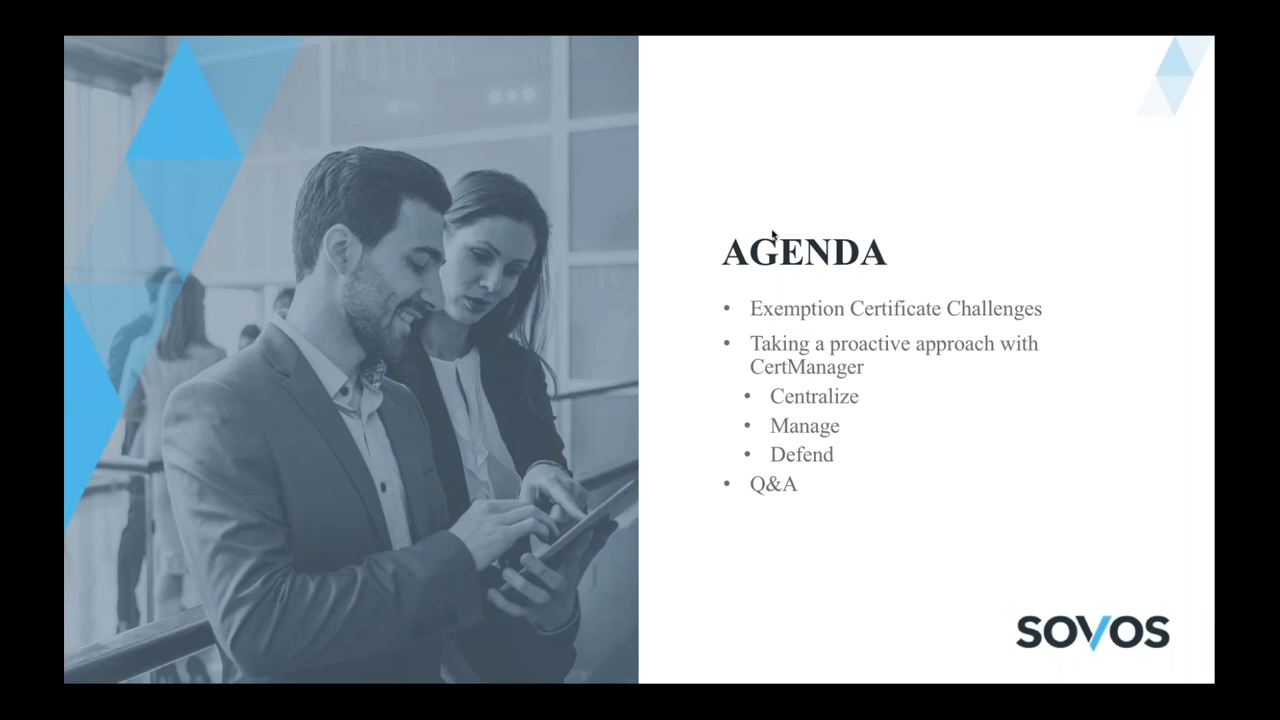 AGENDA
• Exemption Certificate Challenges
• Taking a proactive approach with
CertManager
• Centralize
• Manage
• Defend
• Q&A
SOVOS